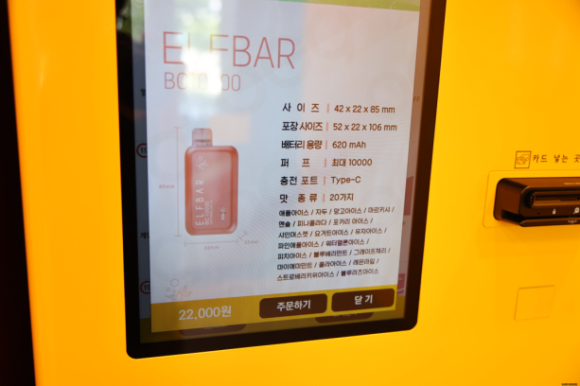 ELFBAR
사 이 즈 | 42 x 22 x 85 mm
포장 사이즈 | 52 x 22 x 106 mm
배터리 용량 | 620 mAh
퍼 프 | 최대 10000
충전 포트 | Type-C
맛 종 류 | 20가지
애플아이스 / 자두 / 망고아이스 / 마르카사 /
멘솔 / 피나콜라다 / 포카리 아이스 /
샤인머스켓 / 요거트아이스 / 유자아이스 /
파인애플아이스 / 워터멜론아이스 /
피치아이스 / 블루베리민트 / 그레이프체리 /
마이애미민트 / 콜라아이스 / 레몬라임 /
스트로베리키위아이스 / 블루라즈아이스
ELFBAR
22,000원
주문하기
닫 기
카드 넣는 곳